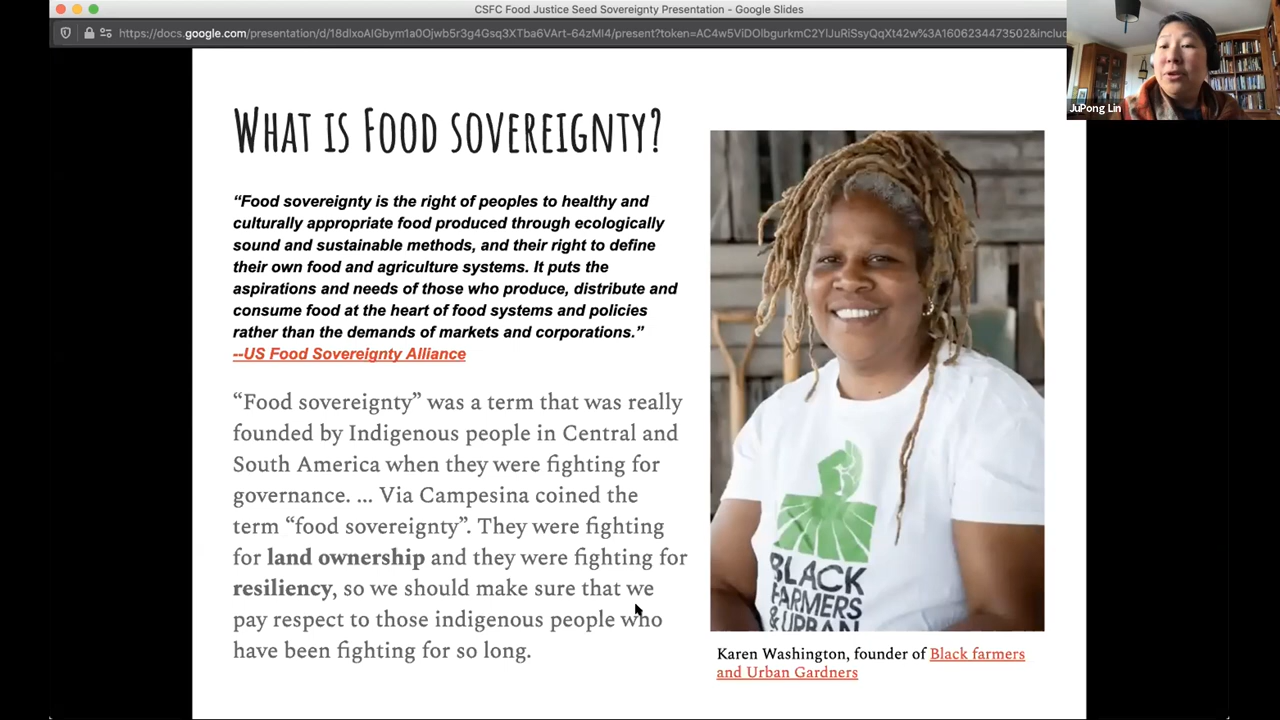 CSFC Food Justice Seed Sovereignty Presentation - Google Slides
JuPong Lin
WHAT IS FOOD SOVEREIGNTY?
“Food sovereignty is the right of peoples to healthy and
culturally appropriate food produced through ecologically
sound and sustainable methods, and their right to define
their own food and agriculture systems. It puts the
aspirations and needs of those who produce, distribute and
consume food at the heart of food systems and policies
rather than the demands of markets and corporations.”
--US Food Sovereignty Alliance
“Food sovereignty” was a term that was really
founded by Indigenous people in Central and
South America when they were fighting for
governance. ... Via Campesina coined the
term “food sovereignty”. They were fighting
for land ownership and they were fighting for
resiliency, so we should make sure that we
pay respect to those indigenous people who
have been fighting for so long.
BLACK
FARMERS
& URBAN
Karen Washington, founder of Black farmers
and Urban Gardners